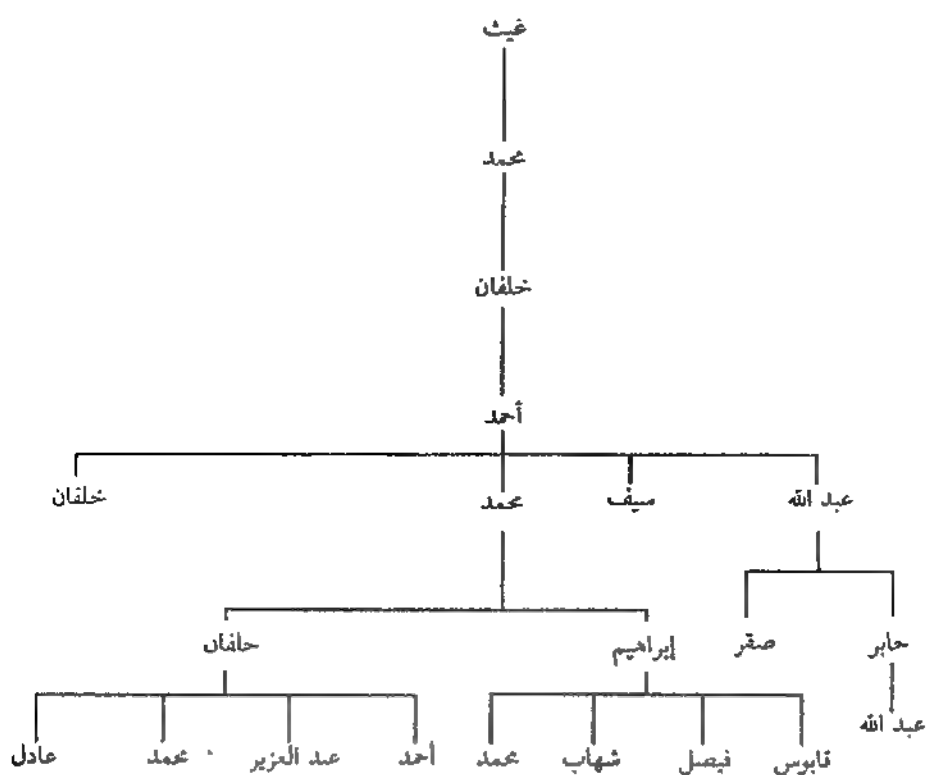 غيث
محمد
خلفان
أحمد
عبد الله سيف محمد خلفان
جابر صقر إبراهيم خلفان
عبد الله
قابوس فيصل شهاب محمد أحمد عبد العزيز محمد عادل